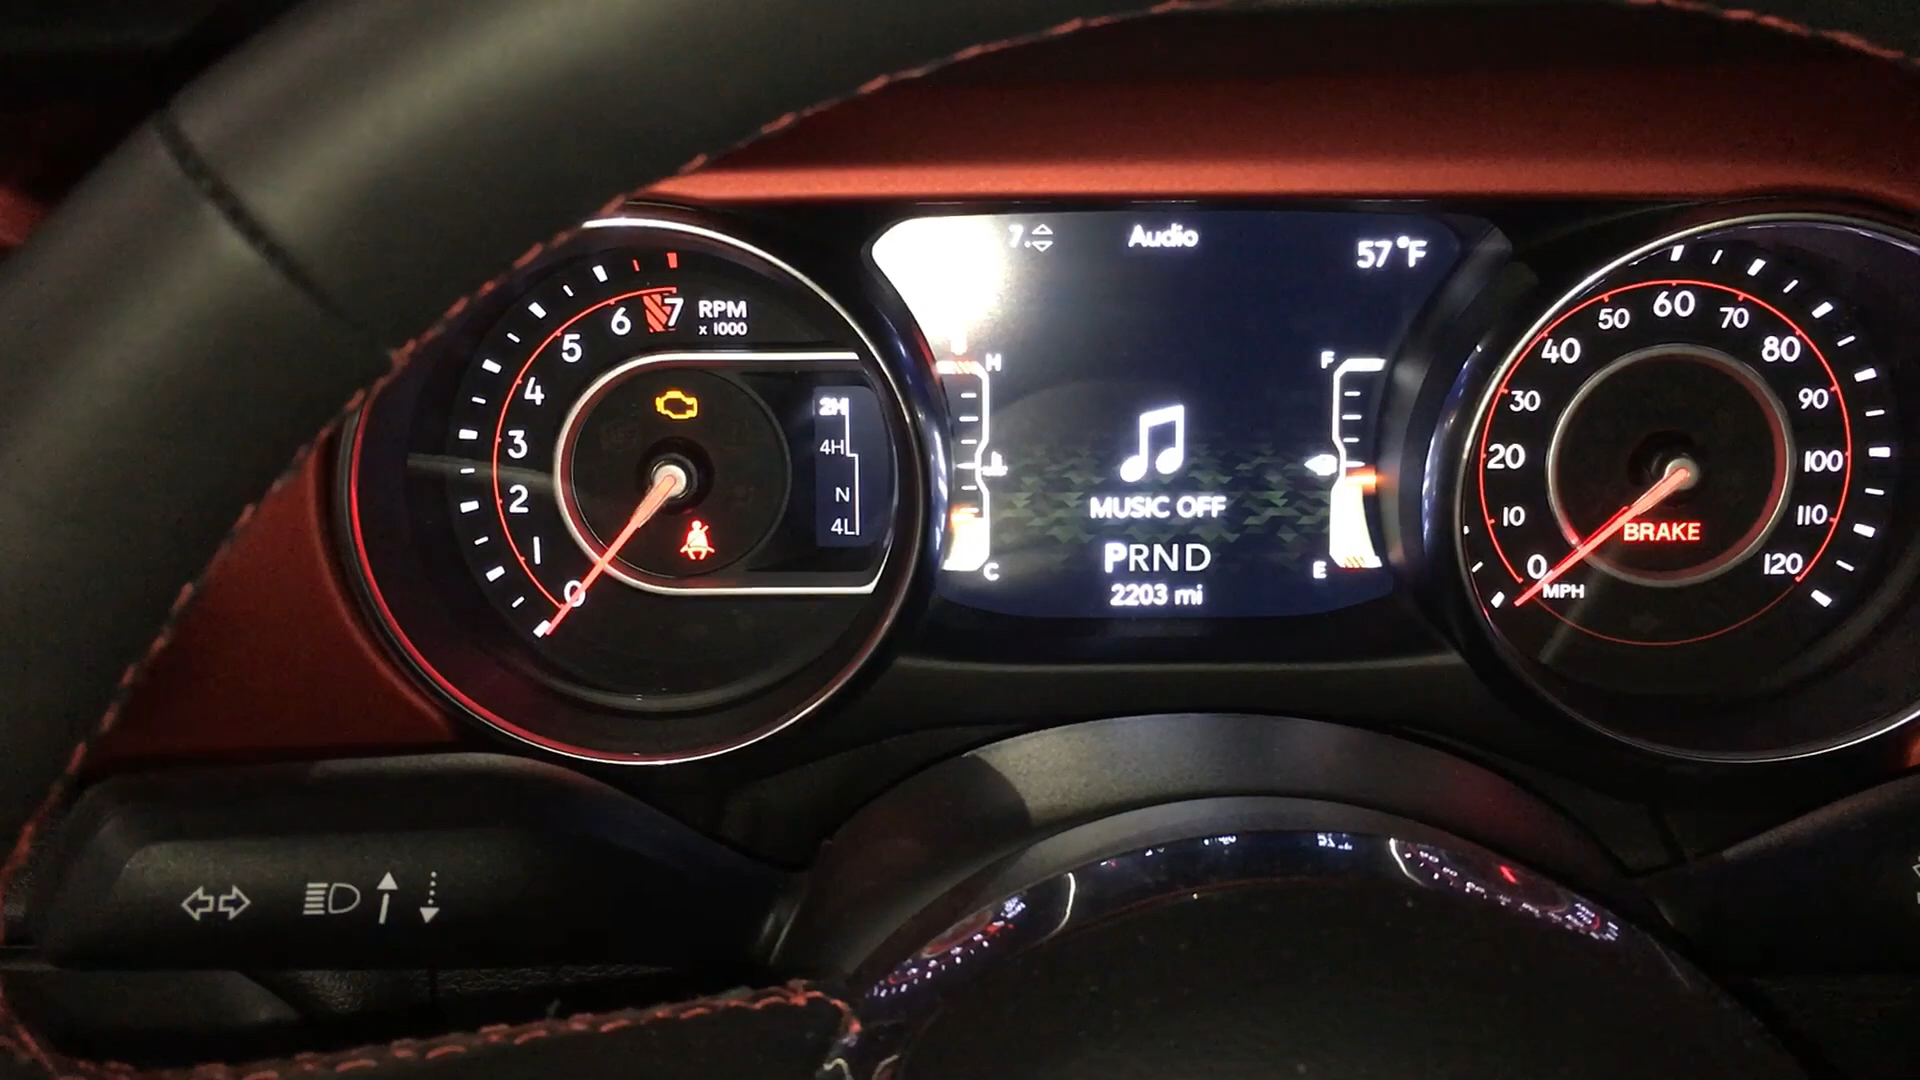 7. Audio 57°F
7 RPM
x 1000
6
5
4
3
2
1
0
2H
4H
N
4L
H
C
F
E
MUSIC OFF
PRND
2203 mi
0
10
20
30
40
50
60
70
80
90
100
110
120
MPH
BRAKE